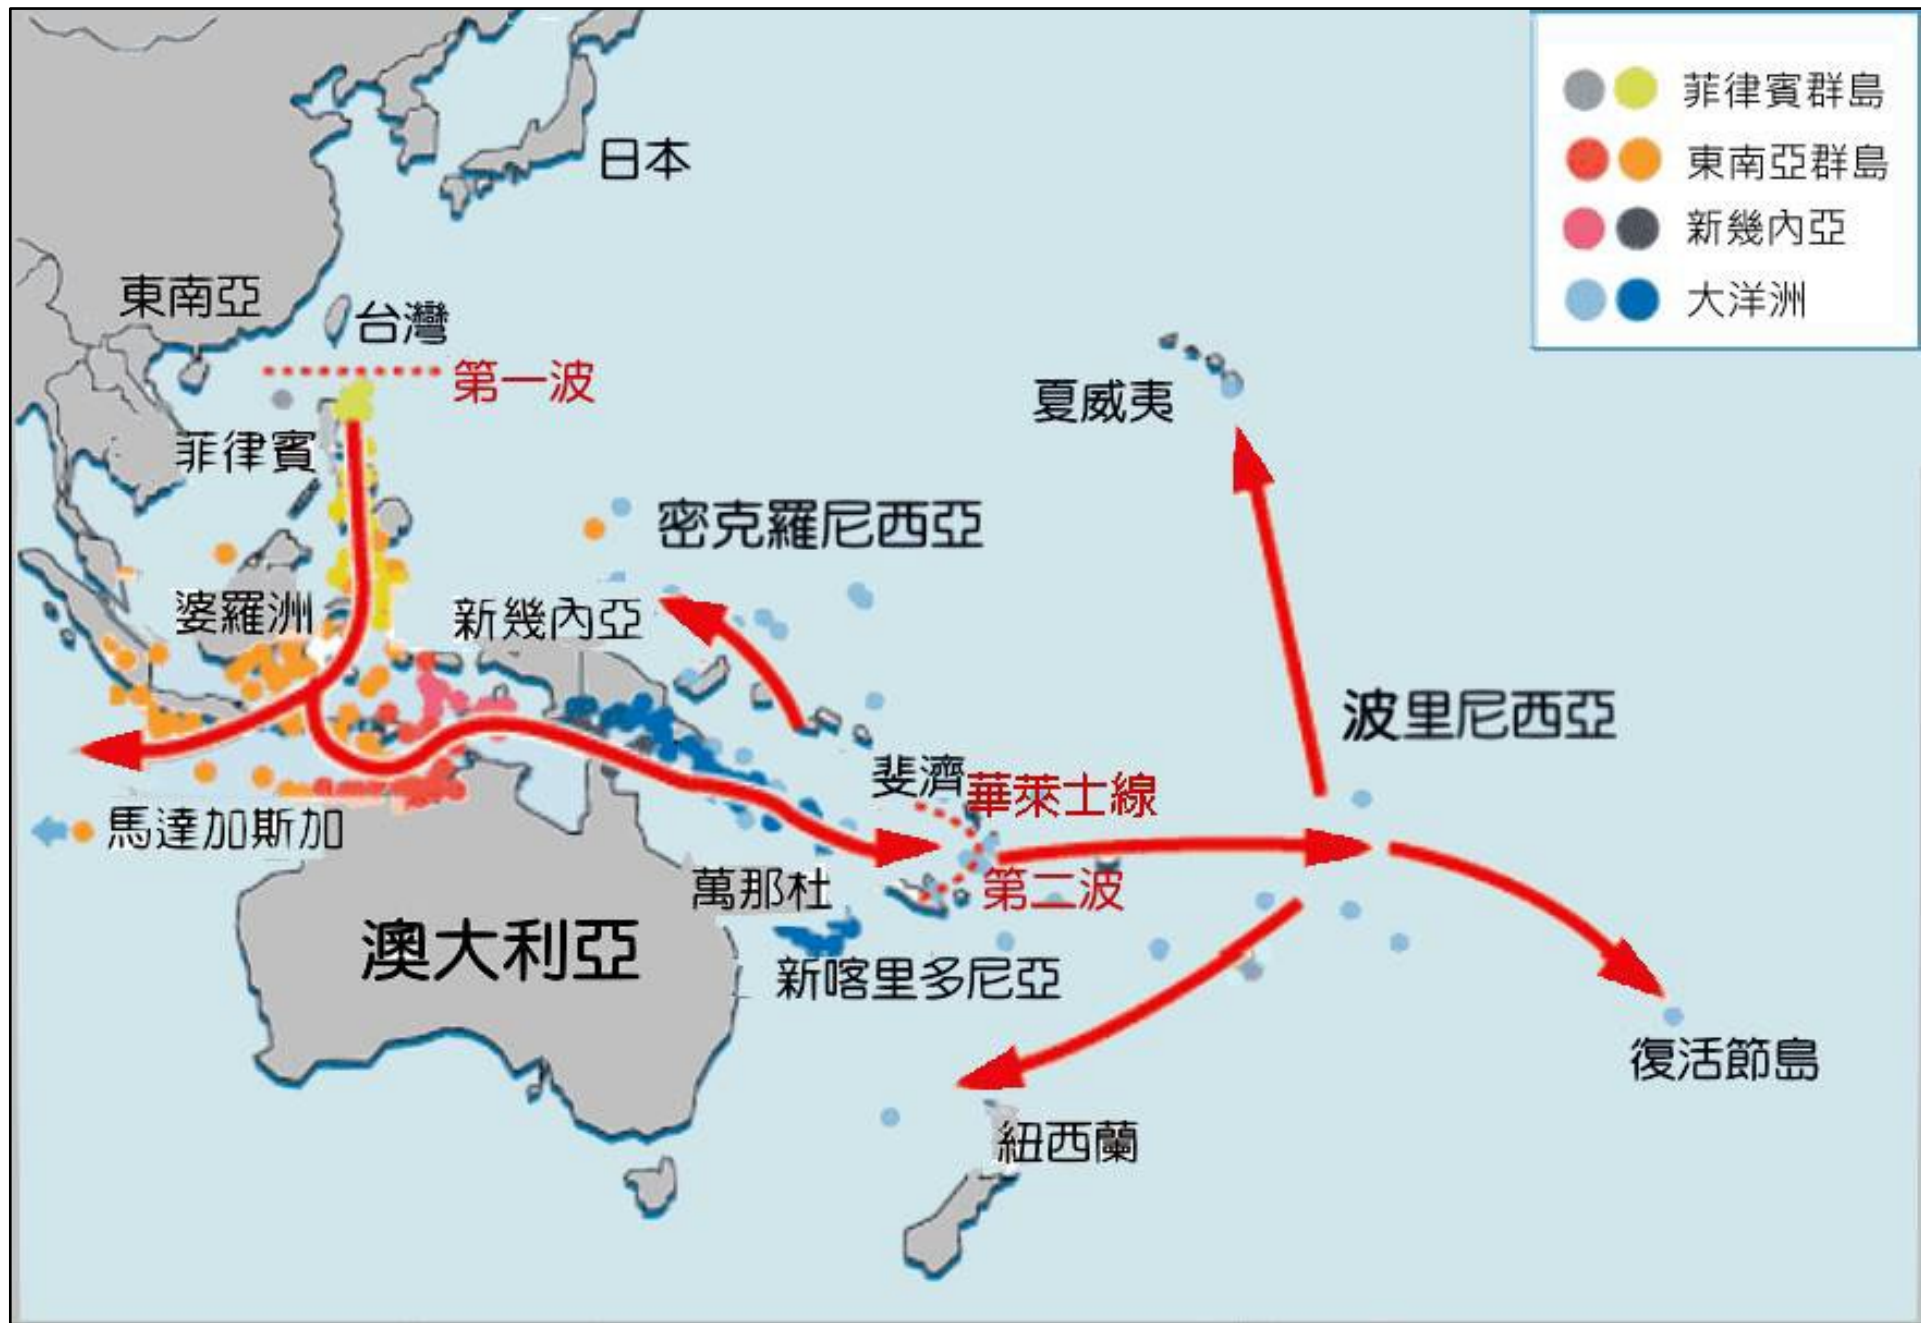 菲律賓群島
東南亞群島
新幾內亞
大洋洲
日本
東南亞
台灣
第一波
夏威夷
菲律賓
密克羅尼西亞
婆羅洲
新幾內亞
波里尼西亞
斐濟
華萊士線
馬達加斯加
萬那杜
第二波
澳大利亞
新喀里多尼亞
復活節島
紐西蘭